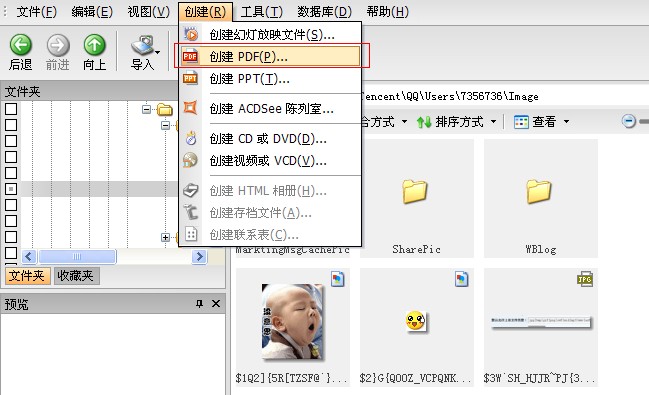 文件(F) 编辑(E) 视图(V) 创建(R) 工具(T) 数据库(D) 帮助(H)
后退 前进 向上 导入
创建幻灯放映文件(S)...
创建 PDF(P)...
创建 PPT(T)...
创建 ACDSee 陈列室...
创建 CD 或 DVD(D)...
创建视频或 VCD(V)...
创建 HTML 相册(H)...
创建存档文件(A)...
创建联系表(C)...
文件夹
encent\QQ\Users\7356736\Image
合方式 排序方式 查看
MarktingMsgCachePic SharePic WBlog
文件夹 收藏夹
预览
JPG
$1Q2]{5R[TZSF@`}... $2}G{QOOZ_VCPQNK... $3W`SH_HJJR~PJ{3...